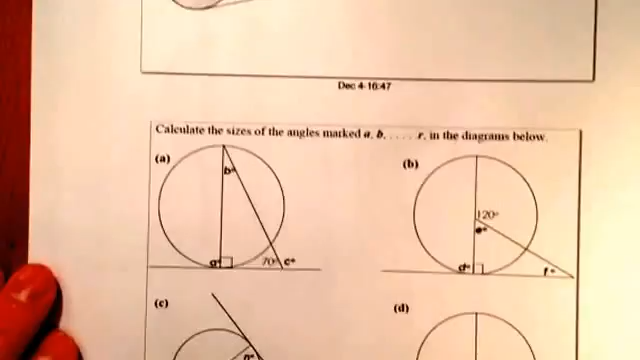 Dec 4-16:47
Calculate the sizes of the angles marked a, b, . . . . . r, in the diagrams below.
(a)
(b)
b°
120°
e°
a°
70°
c°
d°
f°
(c)
(d)